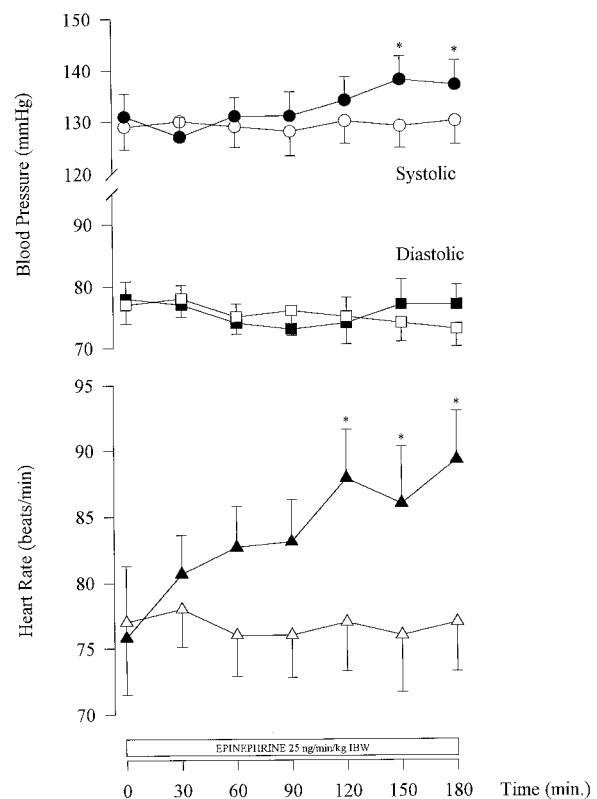 150
140
130
120
90
80
70
Blood Pressure (mmHg)
* *
Systolic
Diastolic
95
90
85
80
75
70
Heart Rate (beats/min)
* * *
EPINEPHRINE 25 ng/min/kg IBW
0 30 60 90 120 150 180 Time (min.)